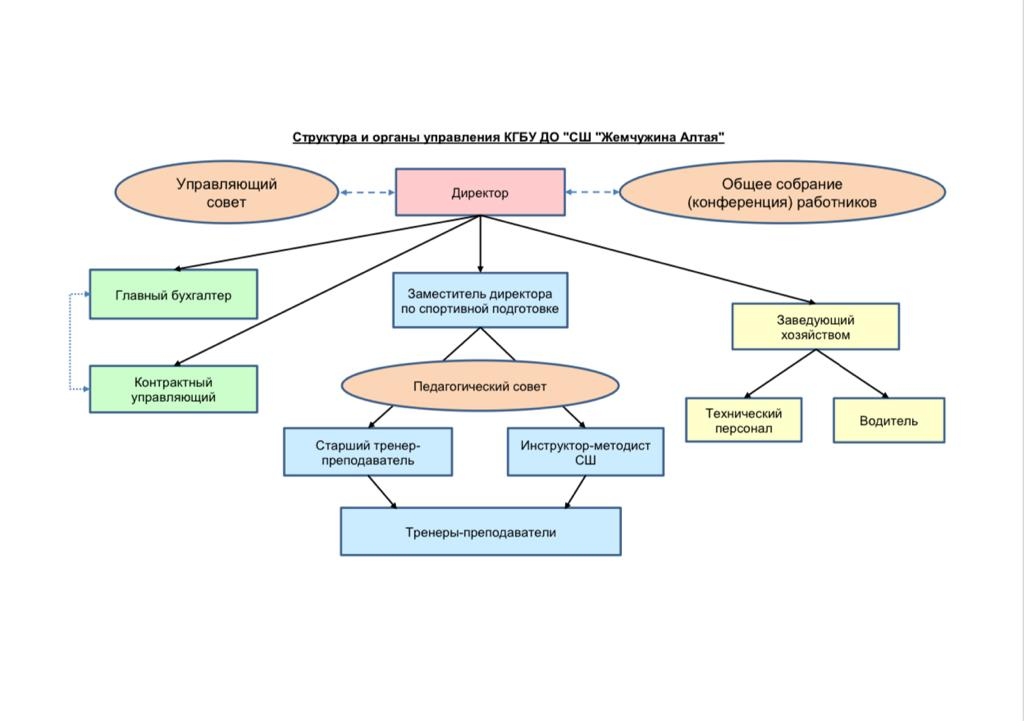 Структура и органы управления КГБУ ДО "СШ "Жемчужина Алтая"
Управляющий
совет
Директор
Общее собрание
(конференция) работников
Главный бухгалтер
Заместитель директора
по спортивной подготовке
Заведующий
хозяйством
Контрактный
управляющий
Педагогический совет
Технический
персонал
Водитель
Старший тренер-
преподаватель
Инструктор-методист
СШ
Тренеры-преподаватели